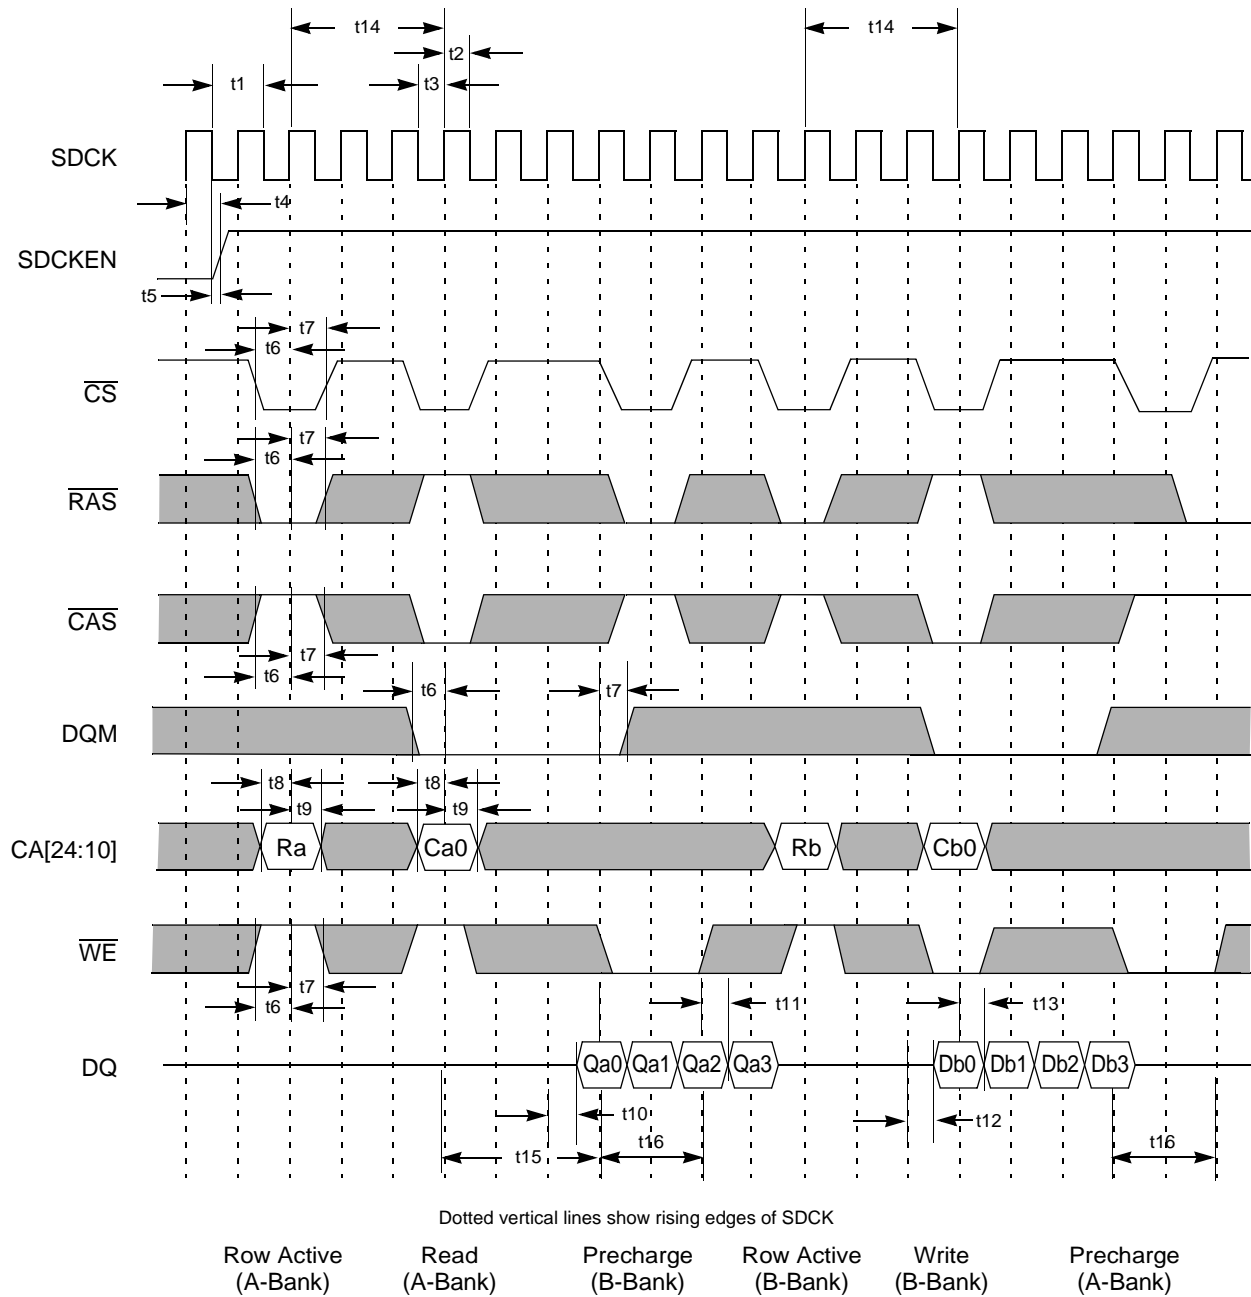 t14 t14
t2
t1 t3
SDCK
t4
SDCKEN
t5
t7
t6
CS
t7
t6
RAS
CAS
t7
t6 t6 t7
DQM
t8 t8
t9 t9
CA[24:10] Ra Ca0 Rb Cb0
WE
t7
t6 t11 t13
DQ Qa0 Qa1 Qa2 Qa3 Db0 Db1 Db2 Db3
t10 t12
t15 t16 t16
Dotted vertical lines show rising edges of SDCK
Row Active Read Precharge Row Active Write Precharge
(A-Bank) (A-Bank) (B-Bank) (B-Bank) (B-Bank) (A-Bank)